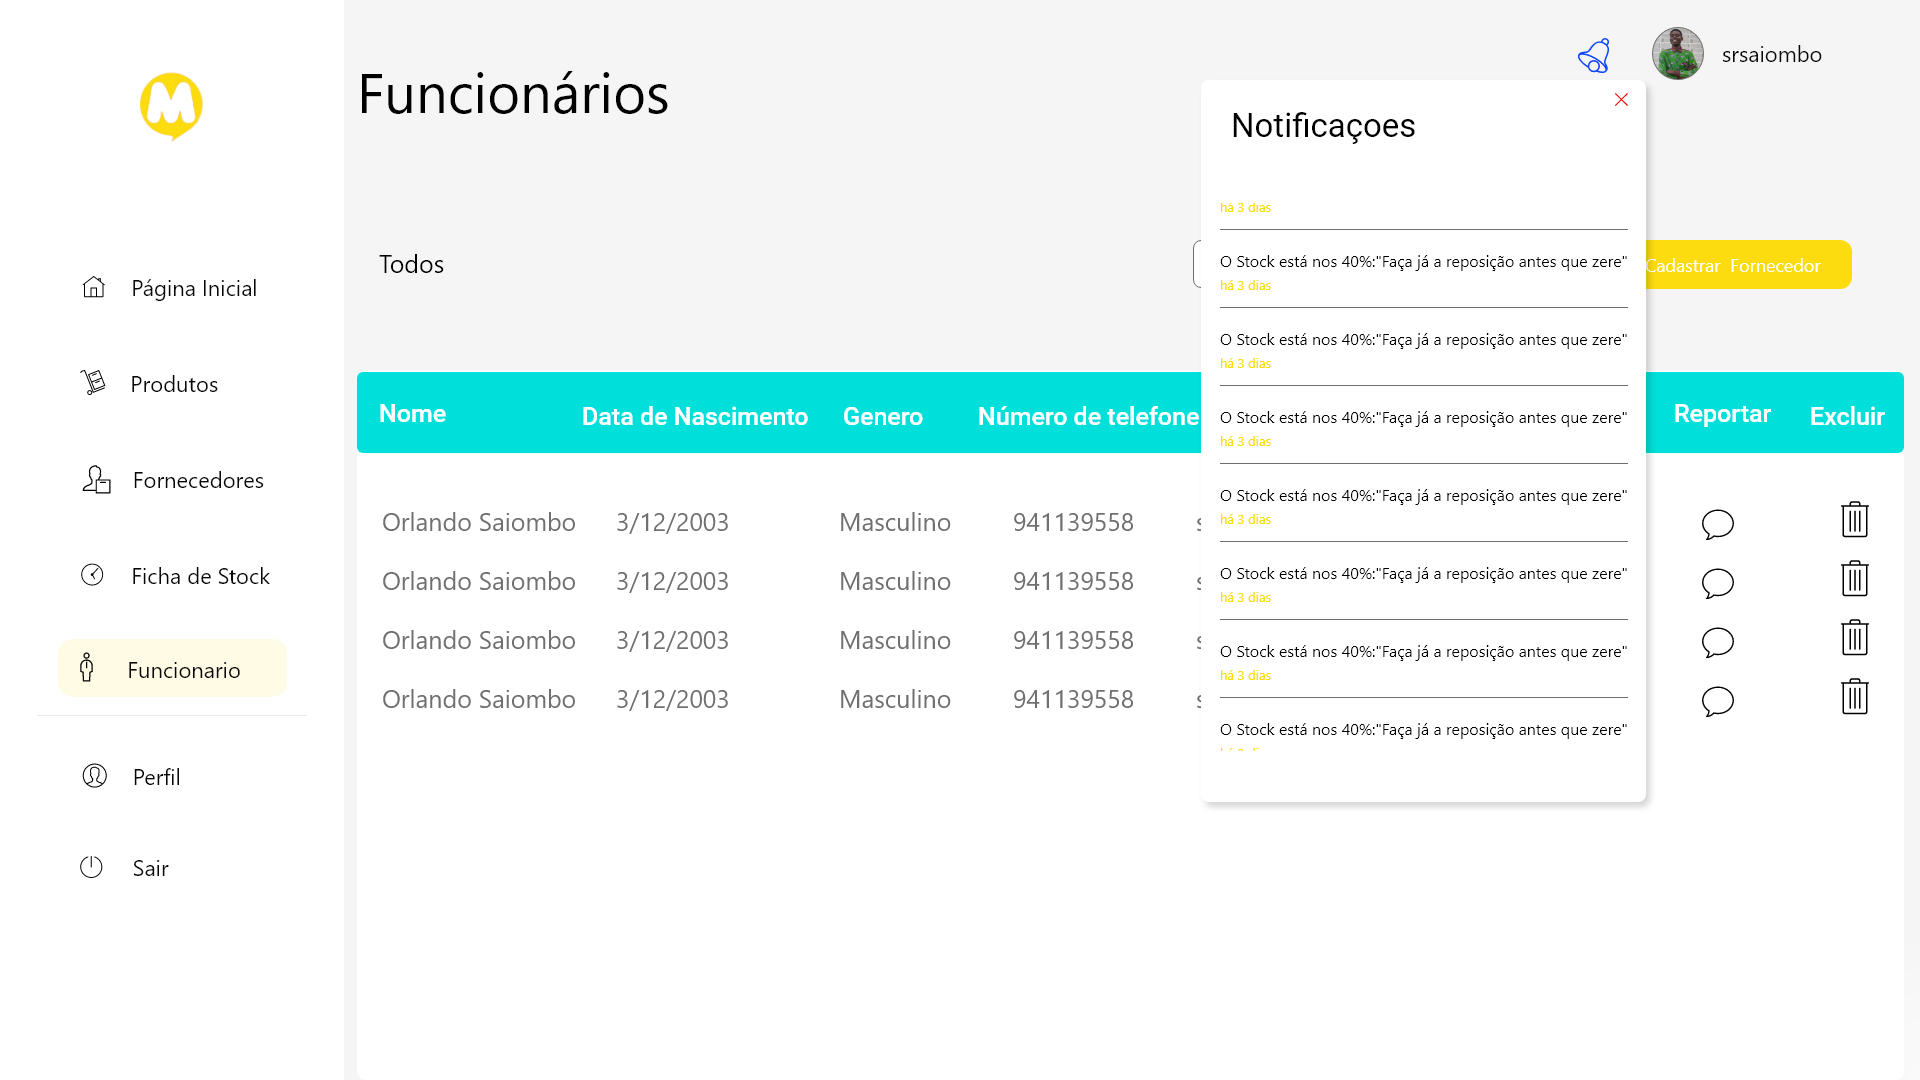 M
Página Inicial
Produtos
Fornecedores
Ficha de Stock
Funcionario
Perfil
Sair
Funcionários
srsaiombo
Todos
Cadastrar Fornecedor
Nome Data de Nascimento Genero Número de telefone Reportar Excluir
Orlando Saiombo 3/12/2003 Masculino 941139558
Orlando Saiombo 3/12/2003 Masculino 941139558
Orlando Saiombo 3/12/2003 Masculino 941139558
Orlando Saiombo 3/12/2003 Masculino 941139558
Notificaçoes
há 3 dias
O Stock está nos 40%:"Faça já a reposição antes que zere"
há 3 dias
O Stock está nos 40%:"Faça já a reposição antes que zere"
há 3 dias
O Stock está nos 40%:"Faça já a reposição antes que zere"
há 3 dias
O Stock está nos 40%:"Faça já a reposição antes que zere"
há 3 dias
O Stock está nos 40%:"Faça já a reposição antes que zere"
há 3 dias
O Stock está nos 40%:"Faça já a reposição antes que zere"
há 3 dias
O Stock está nos 40%:"Faça já a reposição antes que zere"